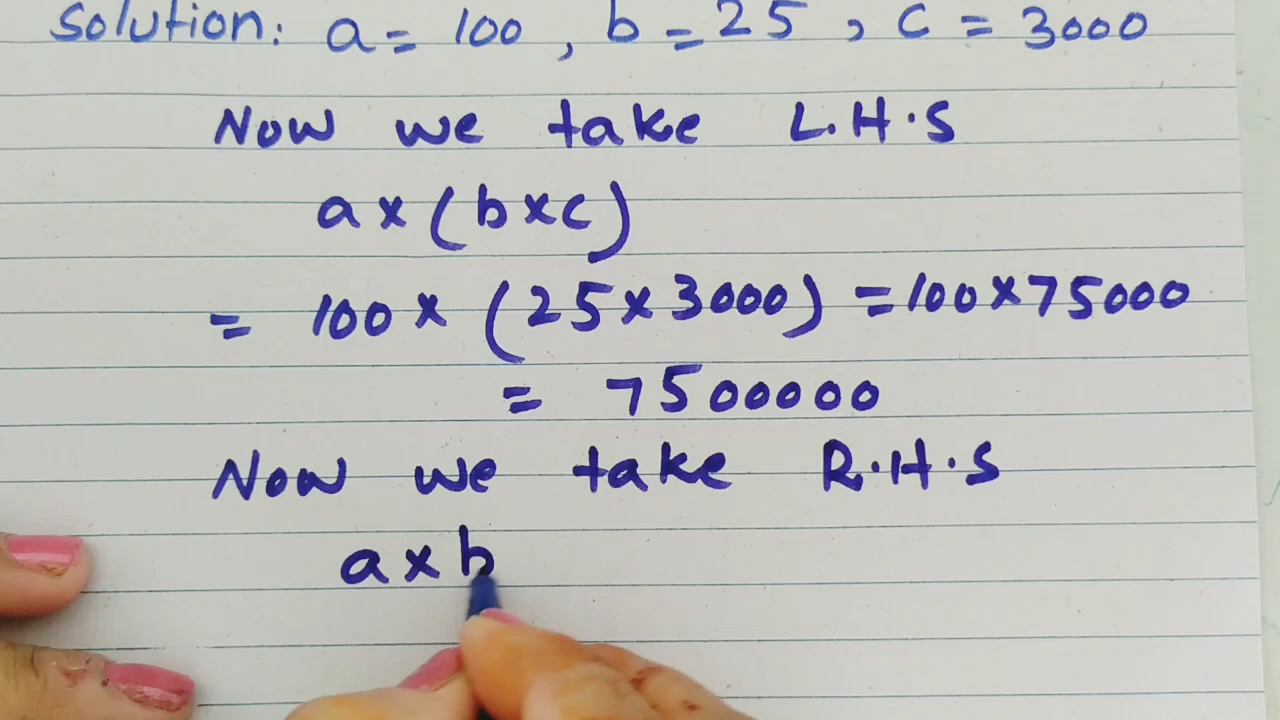 Solution: a = 100 , b = 25 , c = 3000
Now we take L.H.S
a × (b × c)
= 100 × (25 × 3000) = 100 × 75000
= 7500000
Now we take R.H.S
a × b